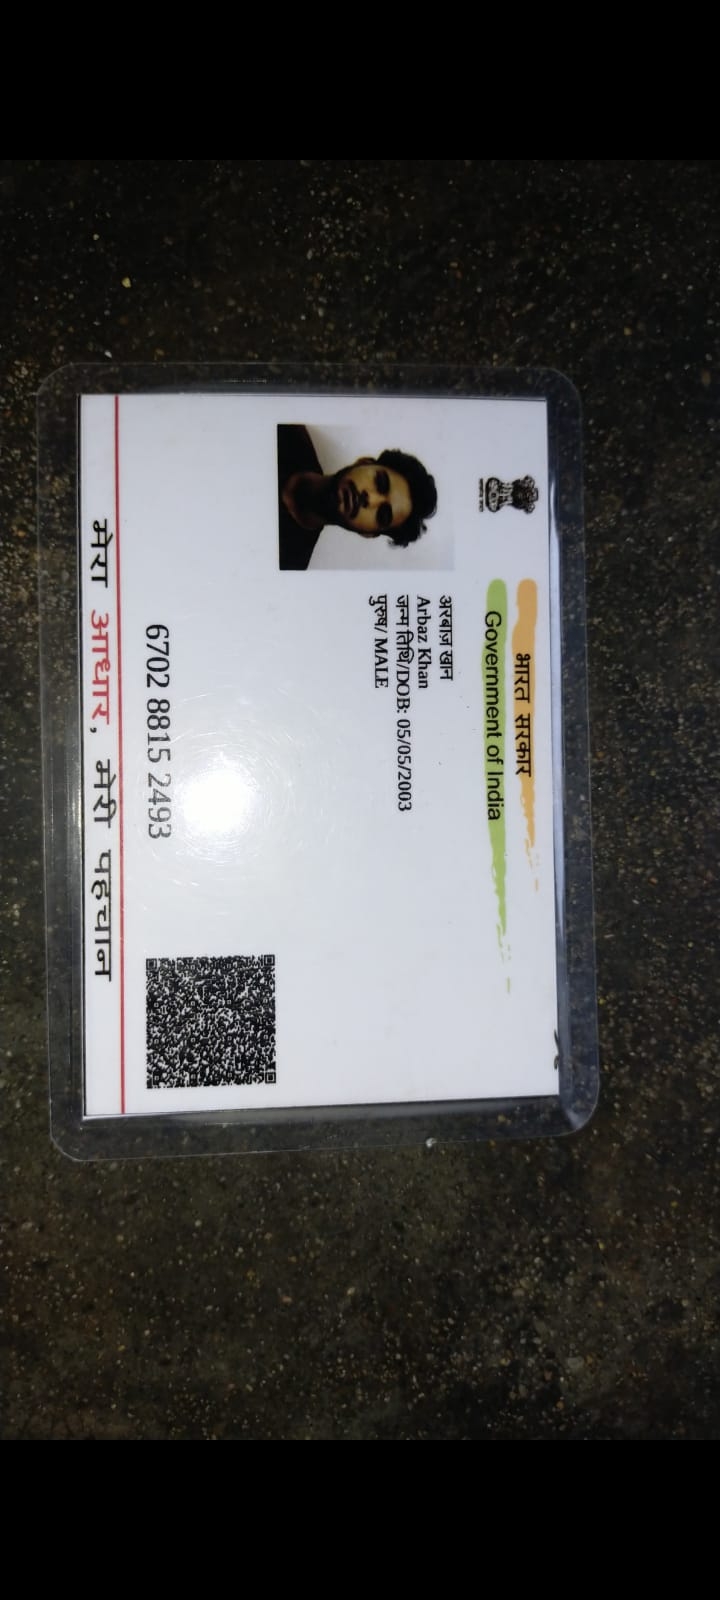 भारत सरकार
Government of India
अरबाज़ खान
Arbaz Khan
जन्म तिथि/DOB: 05/05/2003
पुरुष/ MALE
6702 8815 2493
मेरा आधार, मेरी पहचान